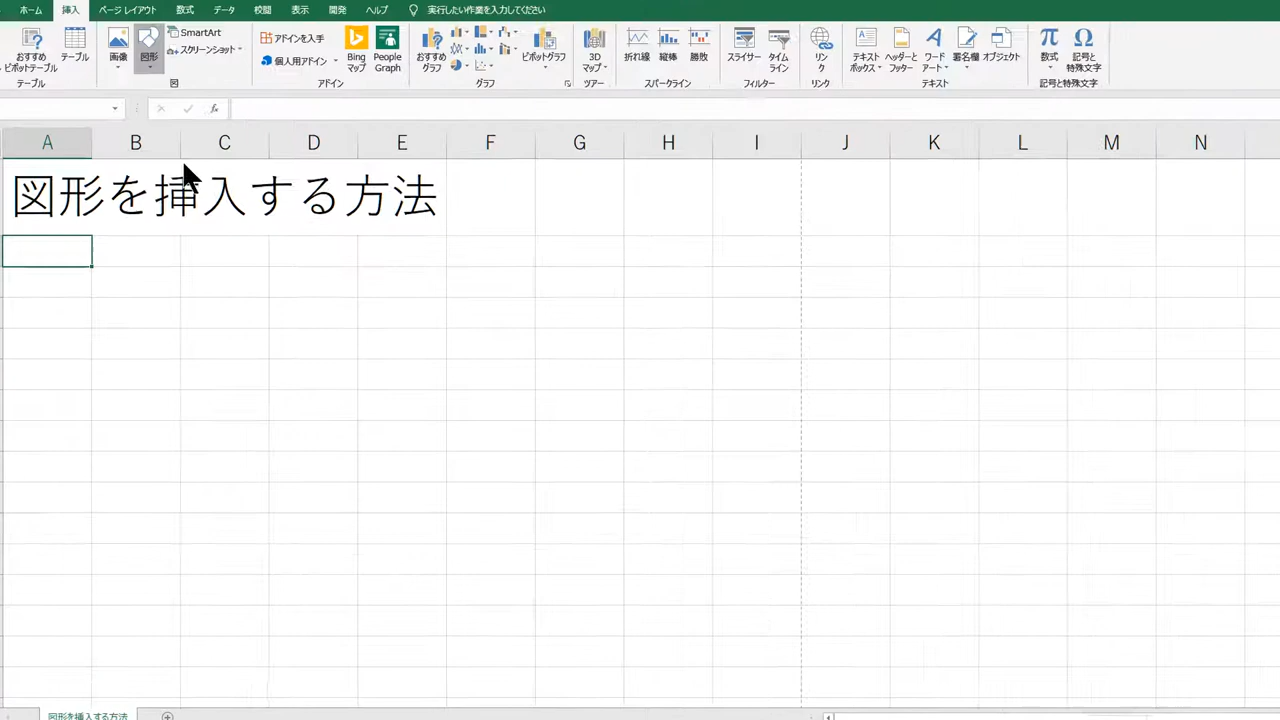 ホーム 挿入 ページ レイアウト 数式 データ 校閲 表示 開発 ヘルプ 実行したい作業を入力してください
おすすめ
ピボットテーブル
テーブル
テーブル
画像
図形
SmartArt
スクリーンショット
図
アドインを入手
個人用アドイン
Bing
マップ
People
Graph
アドイン
おすすめ
グラフ
ピボットグラフ
グラフ
3D
マップ
ツアー
折れ線
縦棒
勝敗
スパークライン
スライサー
タイム
ライン
フィルター
リン
ク
リンク
テキスト
ボックス
ヘッダーと
フッター
ワード
アート
署名欄
オブジェクト
テキスト
数式
記号と
特殊文字
記号と特殊文字
fx
A B C D E F G H I J K L M N
図形を挿入する方法
図形を挿入する方法